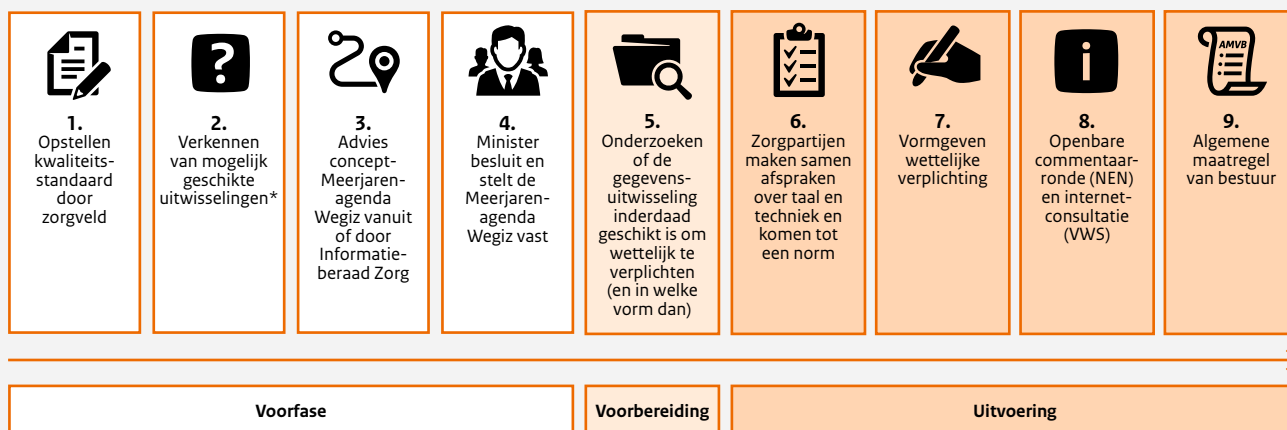 1.
Opstellen
kwaliteits-
standaard
door
zorgveld
2.
Verkennen
van mogelijk
geschikte
uitwisselingen*
3.
Advies
concept-
Meerjaren-
agenda
Wegiz vanuit
of door
Informatie-
beraad Zorg
4.
Minister
besluit en
stelt de
Meerjaren-
agenda
Wegiz vast
5.
Onderzoeken
of de
gegevens-
uitwisseling
inderdaad
geschikt is om
wettelijk te
verplichten
(en in welke
vorm dan)
6.
Zorgpartijen
maken samen
afspraken
over taal en
techniek en
komen tot
een norm
7.
Vormgeven
wettelijke
verplichting
8.
Openbare
commentaar-
ronde (NEN)
en internet-
consultatie
(VWS)
AMVB
9.
Algemene
maatregel
van bestuur
Voorfase
Voorbereiding
Uitvoering